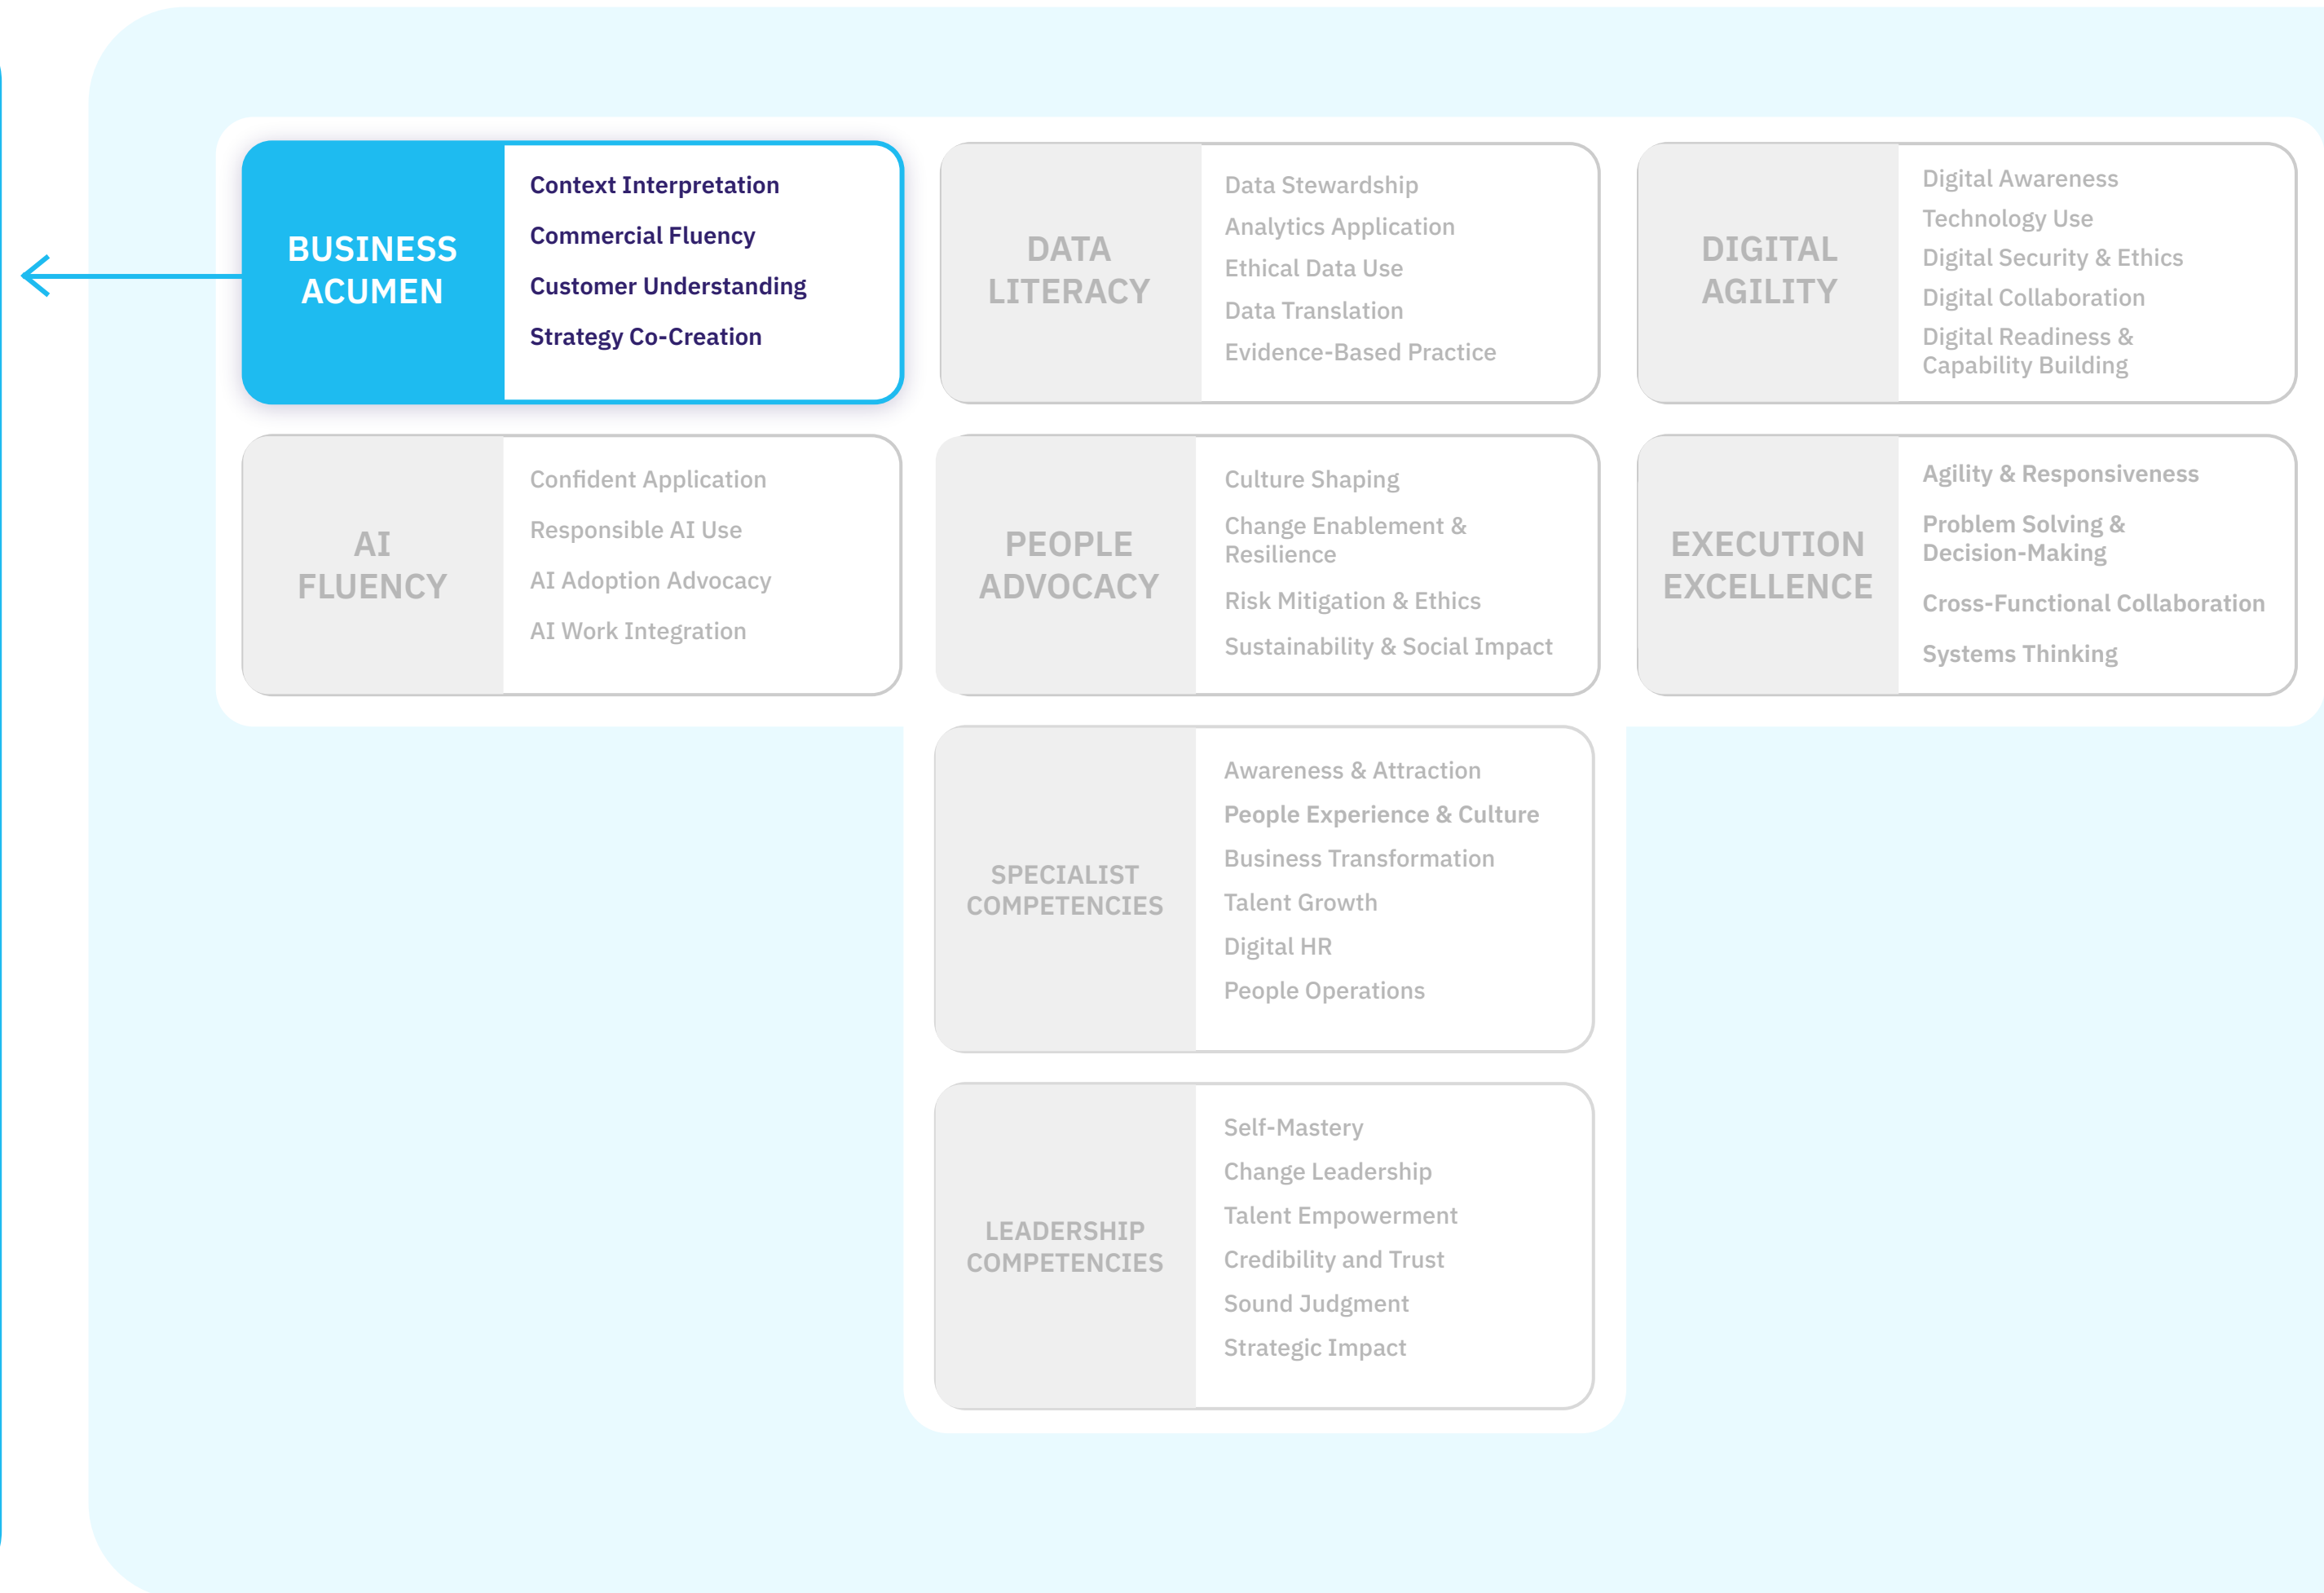 BUSINESS
ACUMEN
Context Interpretation
Commercial Fluency
Customer Understanding
Strategy Co-Creation
DATA
LITERACY
Data Stewardship
Analytics Application
Ethical Data Use
Data Translation
Evidence-Based Practice
DIGITAL
AGILITY
Digital Awareness
Technology Use
Digital Security & Ethics
Digital Collaboration
Digital Readiness &
Capability Building
AI
FLUENCY
Confident Application
Responsible AI Use
AI Adoption Advocacy
AI Work Integration
PEOPLE
ADVOCACY
Culture Shaping
Change Enablement &
Resilience
Risk Mitigation & Ethics
Sustainability & Social Impact
EXECUTION
EXCELLENCE
Agility & Responsiveness
Problem Solving &
Decision-Making
Cross-Functional Collaboration
Systems Thinking
SPECIALIST
COMPETENCIES
Awareness & Attraction
People Experience & Culture
Business Transformation
Talent Growth
Digital HR
People Operations
LEADERSHIP
COMPETENCIES
Self-Mastery
Change Leadership
Talent Empowerment
Credibility and Trust
Sound Judgment
Strategic Impact